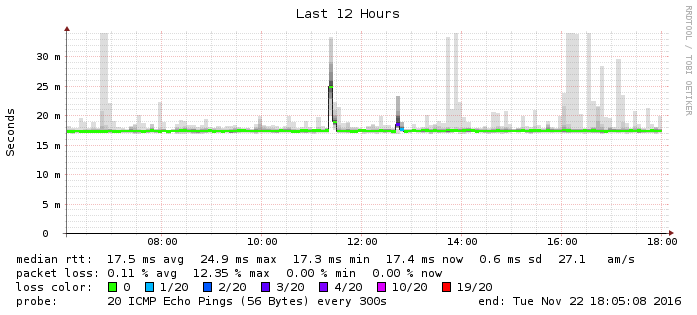 Last 12 Hours
RRDTOOL / TOBI OETIKER
Seconds
30 m
25 m
20 m
15 m
10 m
5 m
0
08:00 10:00 12:00 14:00 16:00 18:00
median rtt: 17.5 ms avg 24.9 ms max 17.3 ms min 17.4 ms now 0.6 ms sd 27.1 am/s
packet loss: 0.11 % avg 12.35 % max 0.00 % min 0.00 % now
loss color: 0 1/20 2/20 3/20 4/20 10/20 19/20
probe: 20 ICMP Echo Pings (56 Bytes) every 300s end: Tue Nov 22 18:05:08 2016